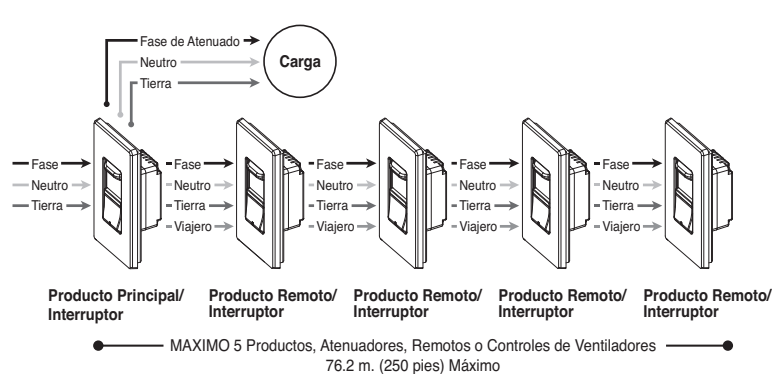 Fase de Atenuado
Neutro
Tierra
Carga
Fase
Neutro
Tierra
Fase
Neutro
Tierra
Viajero
Fase
Neutro
Tierra
Viajero
Fase
Neutro
Tierra
Viajero
Fase
Neutro
Tierra
Viajero
Producto Principal/
Interruptor
Producto Remoto/
Interruptor
Producto Remoto/
Interruptor
Producto Remoto/
Interruptor
Producto Remoto/
Interruptor
MAXIMO 5 Productos, Atenuadores, Remotos o Controles de Ventiladores
76.2 m. (250 pies) Máximo